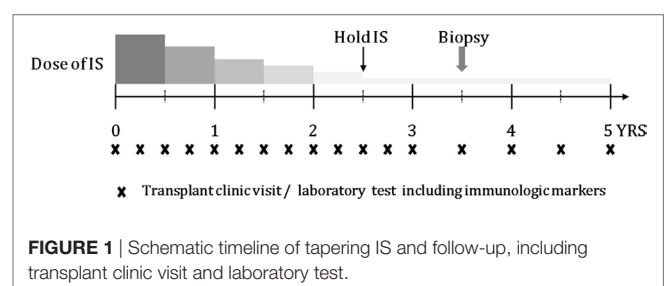 Hold IS Biopsy
Dose of IS
0 1 2 3 4 5 YRS
x x x x x x x x x x x x x x x x x
x Transplant clinic visit / laboratory test including immunologic markers
FIGURE 1 | Schematic timeline of tapering IS and follow-up, including
transplant clinic visit and laboratory test.